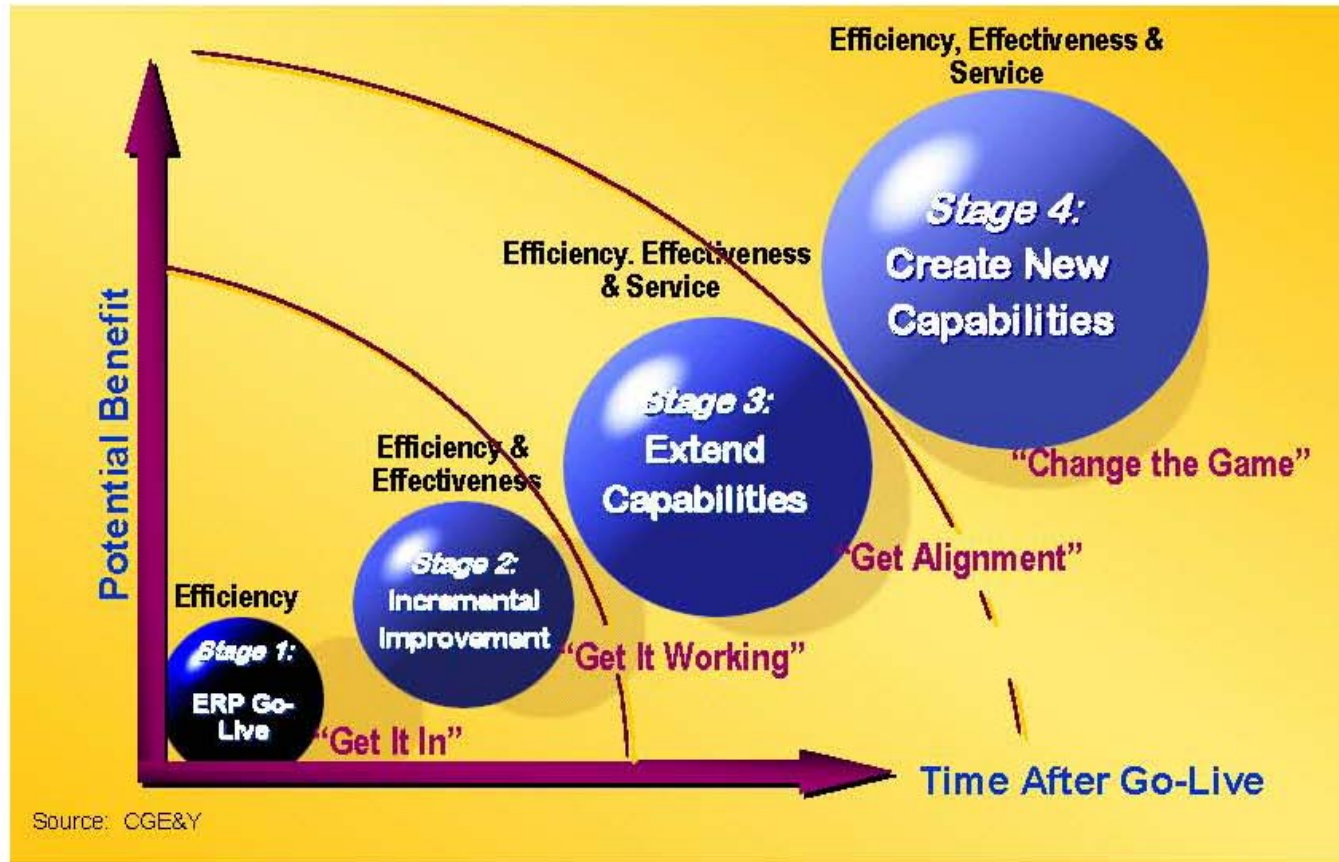 Efficiency, Effectiveness &
Service
Stage 4:
Create New
Capabilities
"Change the Game"
Efficiency. Effectiveness
& Service
Stage 3:
Extend
Capabilities
"Get Alignment"
Efficiency &
Effectiveness
Stage 2:
Incremental
Improvement
"Get It Working"
Efficiency
Stage 1:
ERP Go-
Live
"Get It In"
Potential Benefit
Time After Go-Live
Source: CGE&Y